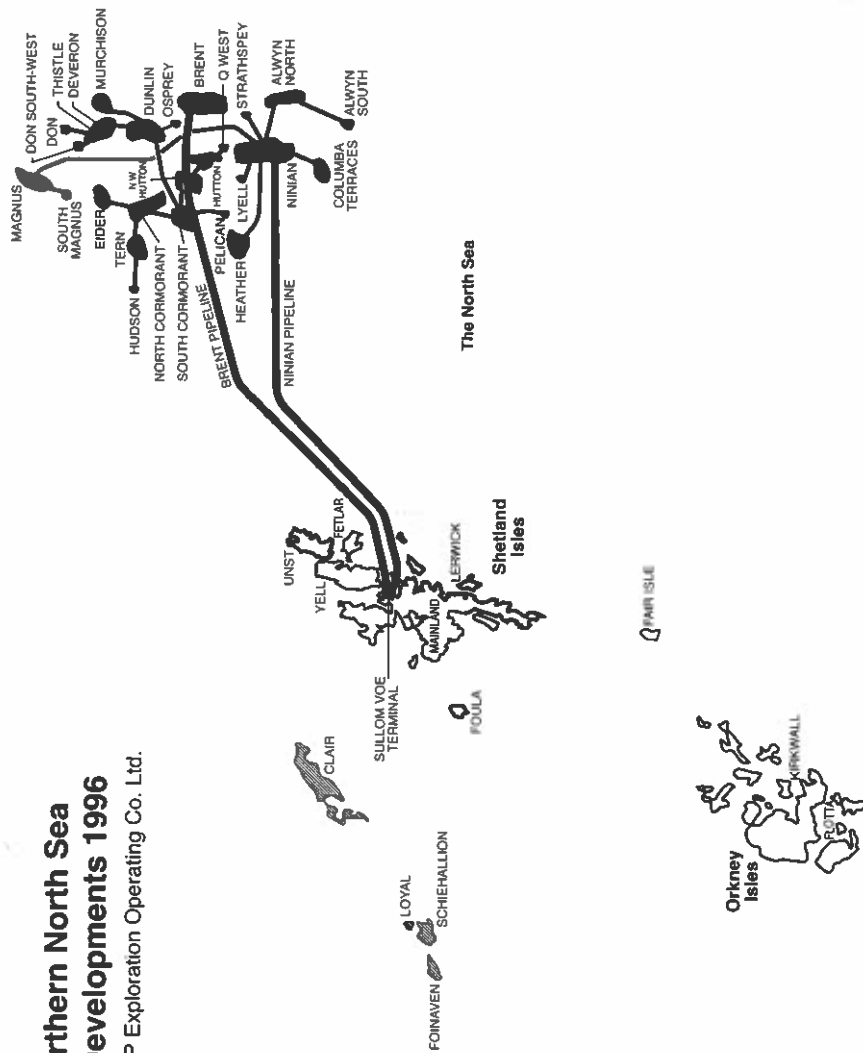 rthern North Sea
evelopments 1996
P Exploration Operating Co. Ltd.
MAGNUS
SOUTH
MAGNUS
DON SOUTH-WEST
DON
THISTLE
DEVERON
MURCHISON
EIDER
TERN
HUDSON
NORTH CORMORANT
SOUTH CORMORANT
NW
HUTTON
DUNLIN
OSPREY
BRENT
Q WEST
STRATHSPEY
HUTTON
PELICAN
LYELL
HEATHER
NINIAN
ALWYN
NORTH
ALWYN
SOUTH
COLUMBA
TERRACES
BRENT PIPELINE
NINIAN PIPELINE
The North Sea
UNST
FETLAR
YELL
LERWICK
MAINLAND
Shetland
Isles
SULLOM VOE
TERMINAL
FOULA
FAIR ISLE
CLAIR
LOYAL
SCHIEHALLION
FOINAVEN
Orkney
Isles
KIRKWALL
FLOTTA